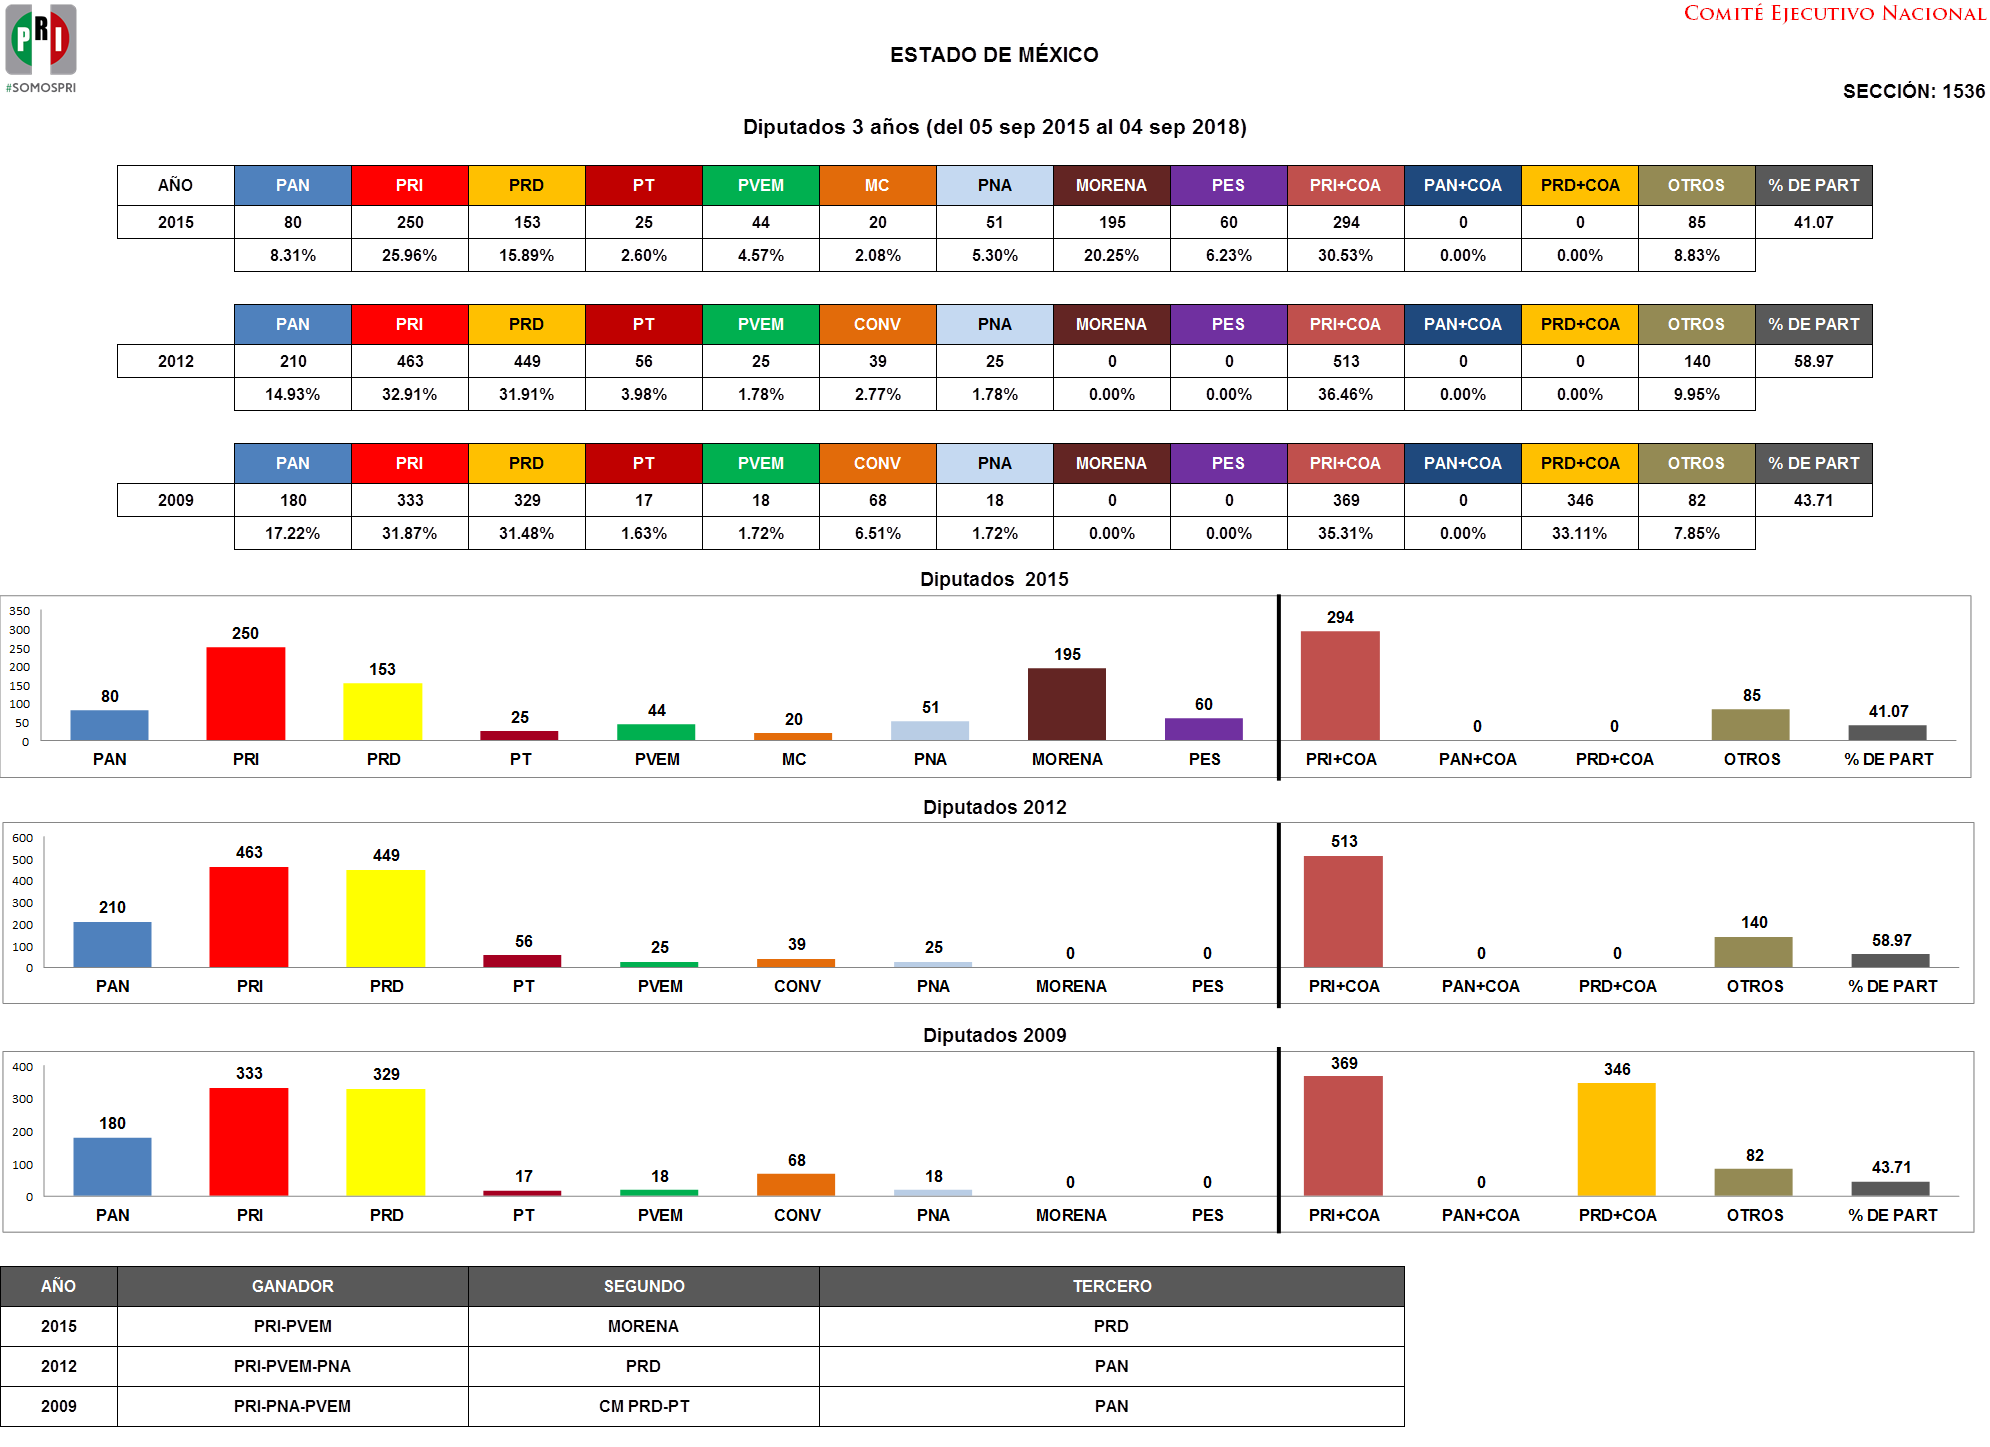 PRI
#SOMOSPRI
COMITÉ EJECUTIVO NACIONAL
ESTADO DE MÉXICO
SECCIÓN: 1536
Diputados 3 años (del 05 sep 2015 al 04 sep 2018)
AÑO PAN PRI PRD PT PVEM MC PNA MORENA PES PRI+COA PAN+COA PRD+COA OTROS % DE PART
2015 80 250 153 25 44 20 51 195 60 294 0 0 85 41.07
8.31% 25.96% 15.89% 2.60% 4.57% 2.08% 5.30% 20.25% 6.23% 30.53% 0.00% 0.00% 8.83%
PAN PRI PRD PT PVEM CONV PNA MORENA PES PRI+COA PAN+COA PRD+COA OTROS % DE PART
2012 210 463 449 56 25 39 25 0 0 513 0 0 140 58.97
14.93% 32.91% 31.91% 3.98% 1.78% 2.77% 1.78% 0.00% 0.00% 36.46% 0.00% 0.00% 9.95%
PAN PRI PRD PT PVEM CONV PNA MORENA PES PRI+COA PAN+COA PRD+COA OTROS % DE PART
2009 180 333 329 17 18 68 18 0 0 369 0 346 82 43.71
17.22% 31.87% 31.48% 1.63% 1.72% 6.51% 1.72% 0.00% 0.00% 35.31% 0.00% 33.11% 7.85%
Diputados 2015
350
300
250
200
150
100
50
0
80 250 153 25 44 20 51 195 60 294 0 0 85 41.07
PAN PRI PRD PT PVEM MC PNA MORENA PES PRI+COA PAN+COA PRD+COA OTROS % DE PART
Diputados 2012
600
500
400
300
200
100
0
210 463 449 56 25 39 25 0 0 513 0 0 140 58.97
PAN PRI PRD PT PVEM CONV PNA MORENA PES PRI+COA PAN+COA PRD+COA OTROS % DE PART
Diputados 2009
400
300
200
100
0
180 333 329 17 18 68 18 0 0 369 0 346 82 43.71
PAN PRI PRD PT PVEM CONV PNA MORENA PES PRI+COA PAN+COA PRD+COA OTROS % DE PART
AÑO GANADOR SEGUNDO TERCERO
2015 PRI-PVEM MORENA PRD
2012 PRI-PVEM-PNA PRD PAN
2009 PRI-PNA-PVEM CM PRD-PT PAN